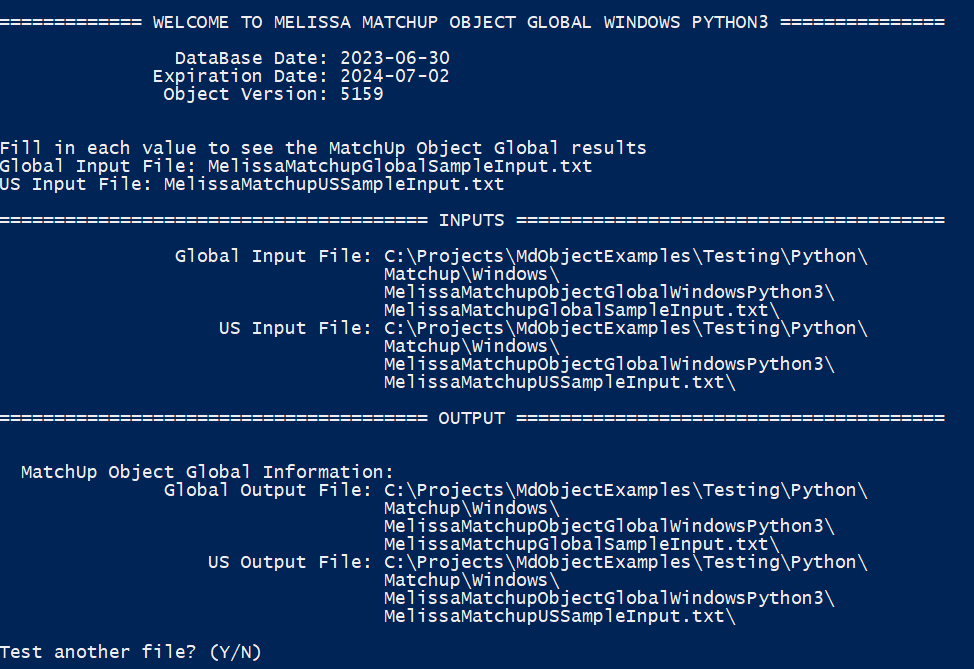 ============= WELCOME TO MELISSA MATCHUP OBJECT GLOBAL WINDOWS PYTHON3 ===============
DataBase Date: 2023-06-30
Expiration Date: 2024-07-02
Object Version: 5159
Fill in each value to see the MatchUp Object Global results
Global Input File: MelissaMatchupGlobalSampleInput.txt
US Input File: MelissaMatchupUSSampleInput.txt
======================================= INPUTS =======================================
Global Input File: C:\Projects\MdObjectExamples\Testing\Python\
Matchup\Windows\
MelissaMatchupObjectGlobalWindowsPython3\
MelissaMatchupGlobalSampleInput.txt\
US Input File: C:\Projects\MdObjectExamples\Testing\Python\
Matchup\Windows\
MelissaMatchupObjectGlobalWindowsPython3\
MelissaMatchupUSSampleInput.txt\
======================================= OUTPUT =======================================
MatchUp Object Global Information:
Global Output File: C:\Projects\MdObjectExamples\Testing\Python\
Matchup\Windows\
MelissaMatchupObjectGlobalWindowsPython3\
MelissaMatchupGlobalSampleInput.txt\
US Output File: C:\Projects\MdObjectExamples\Testing\Python\
Matchup\Windows\
MelissaMatchupObjectGlobalWindowsPython3\
MelissaMatchupUSSampleInput.txt\
Test another file? (Y/N)